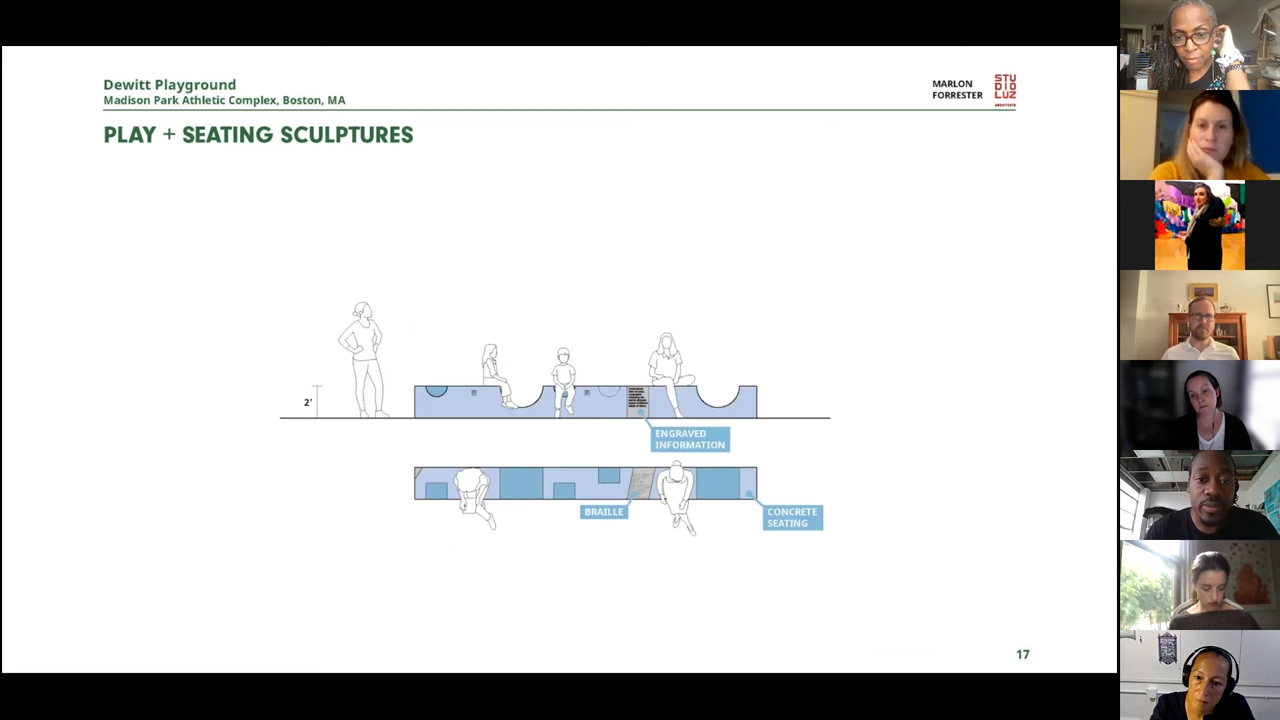 Dewitt Playground
Madison Park Athletic Complex, Boston, MA
MARLON
FORRESTER
STU
DIO
LUZ
ARCHITECTS
PLAY + SEATING SCULPTURES
2'
ENGRAVED
INFORMATION
BRAILLE
CONCRETE
SEATING
17